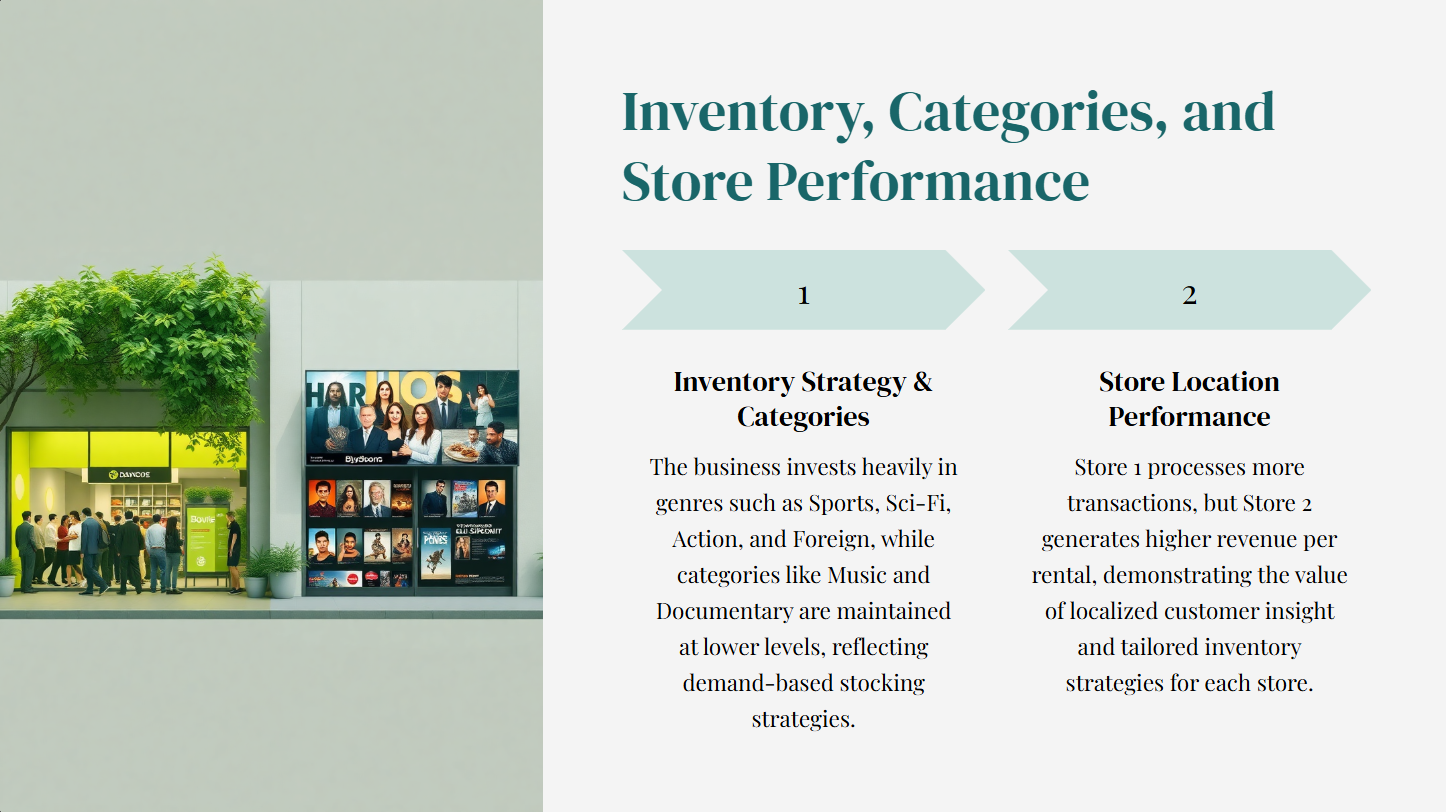 Inventory, Categories, and
Store Performance
1
2
Inventory Strategy &
Categories
The business invests heavily in
genres such as Sports, Sci-Fi,
Action, and Foreign, while
categories like Music and
Documentary are maintained
at lower levels, reflecting
demand-based stocking
strategies.
Store Location
Performance
Store 1 processes more
transactions, but Store 2
generates higher revenue per
rental, demonstrating the value
of localized customer insight
and tailored inventory
strategies for each store.
HAR